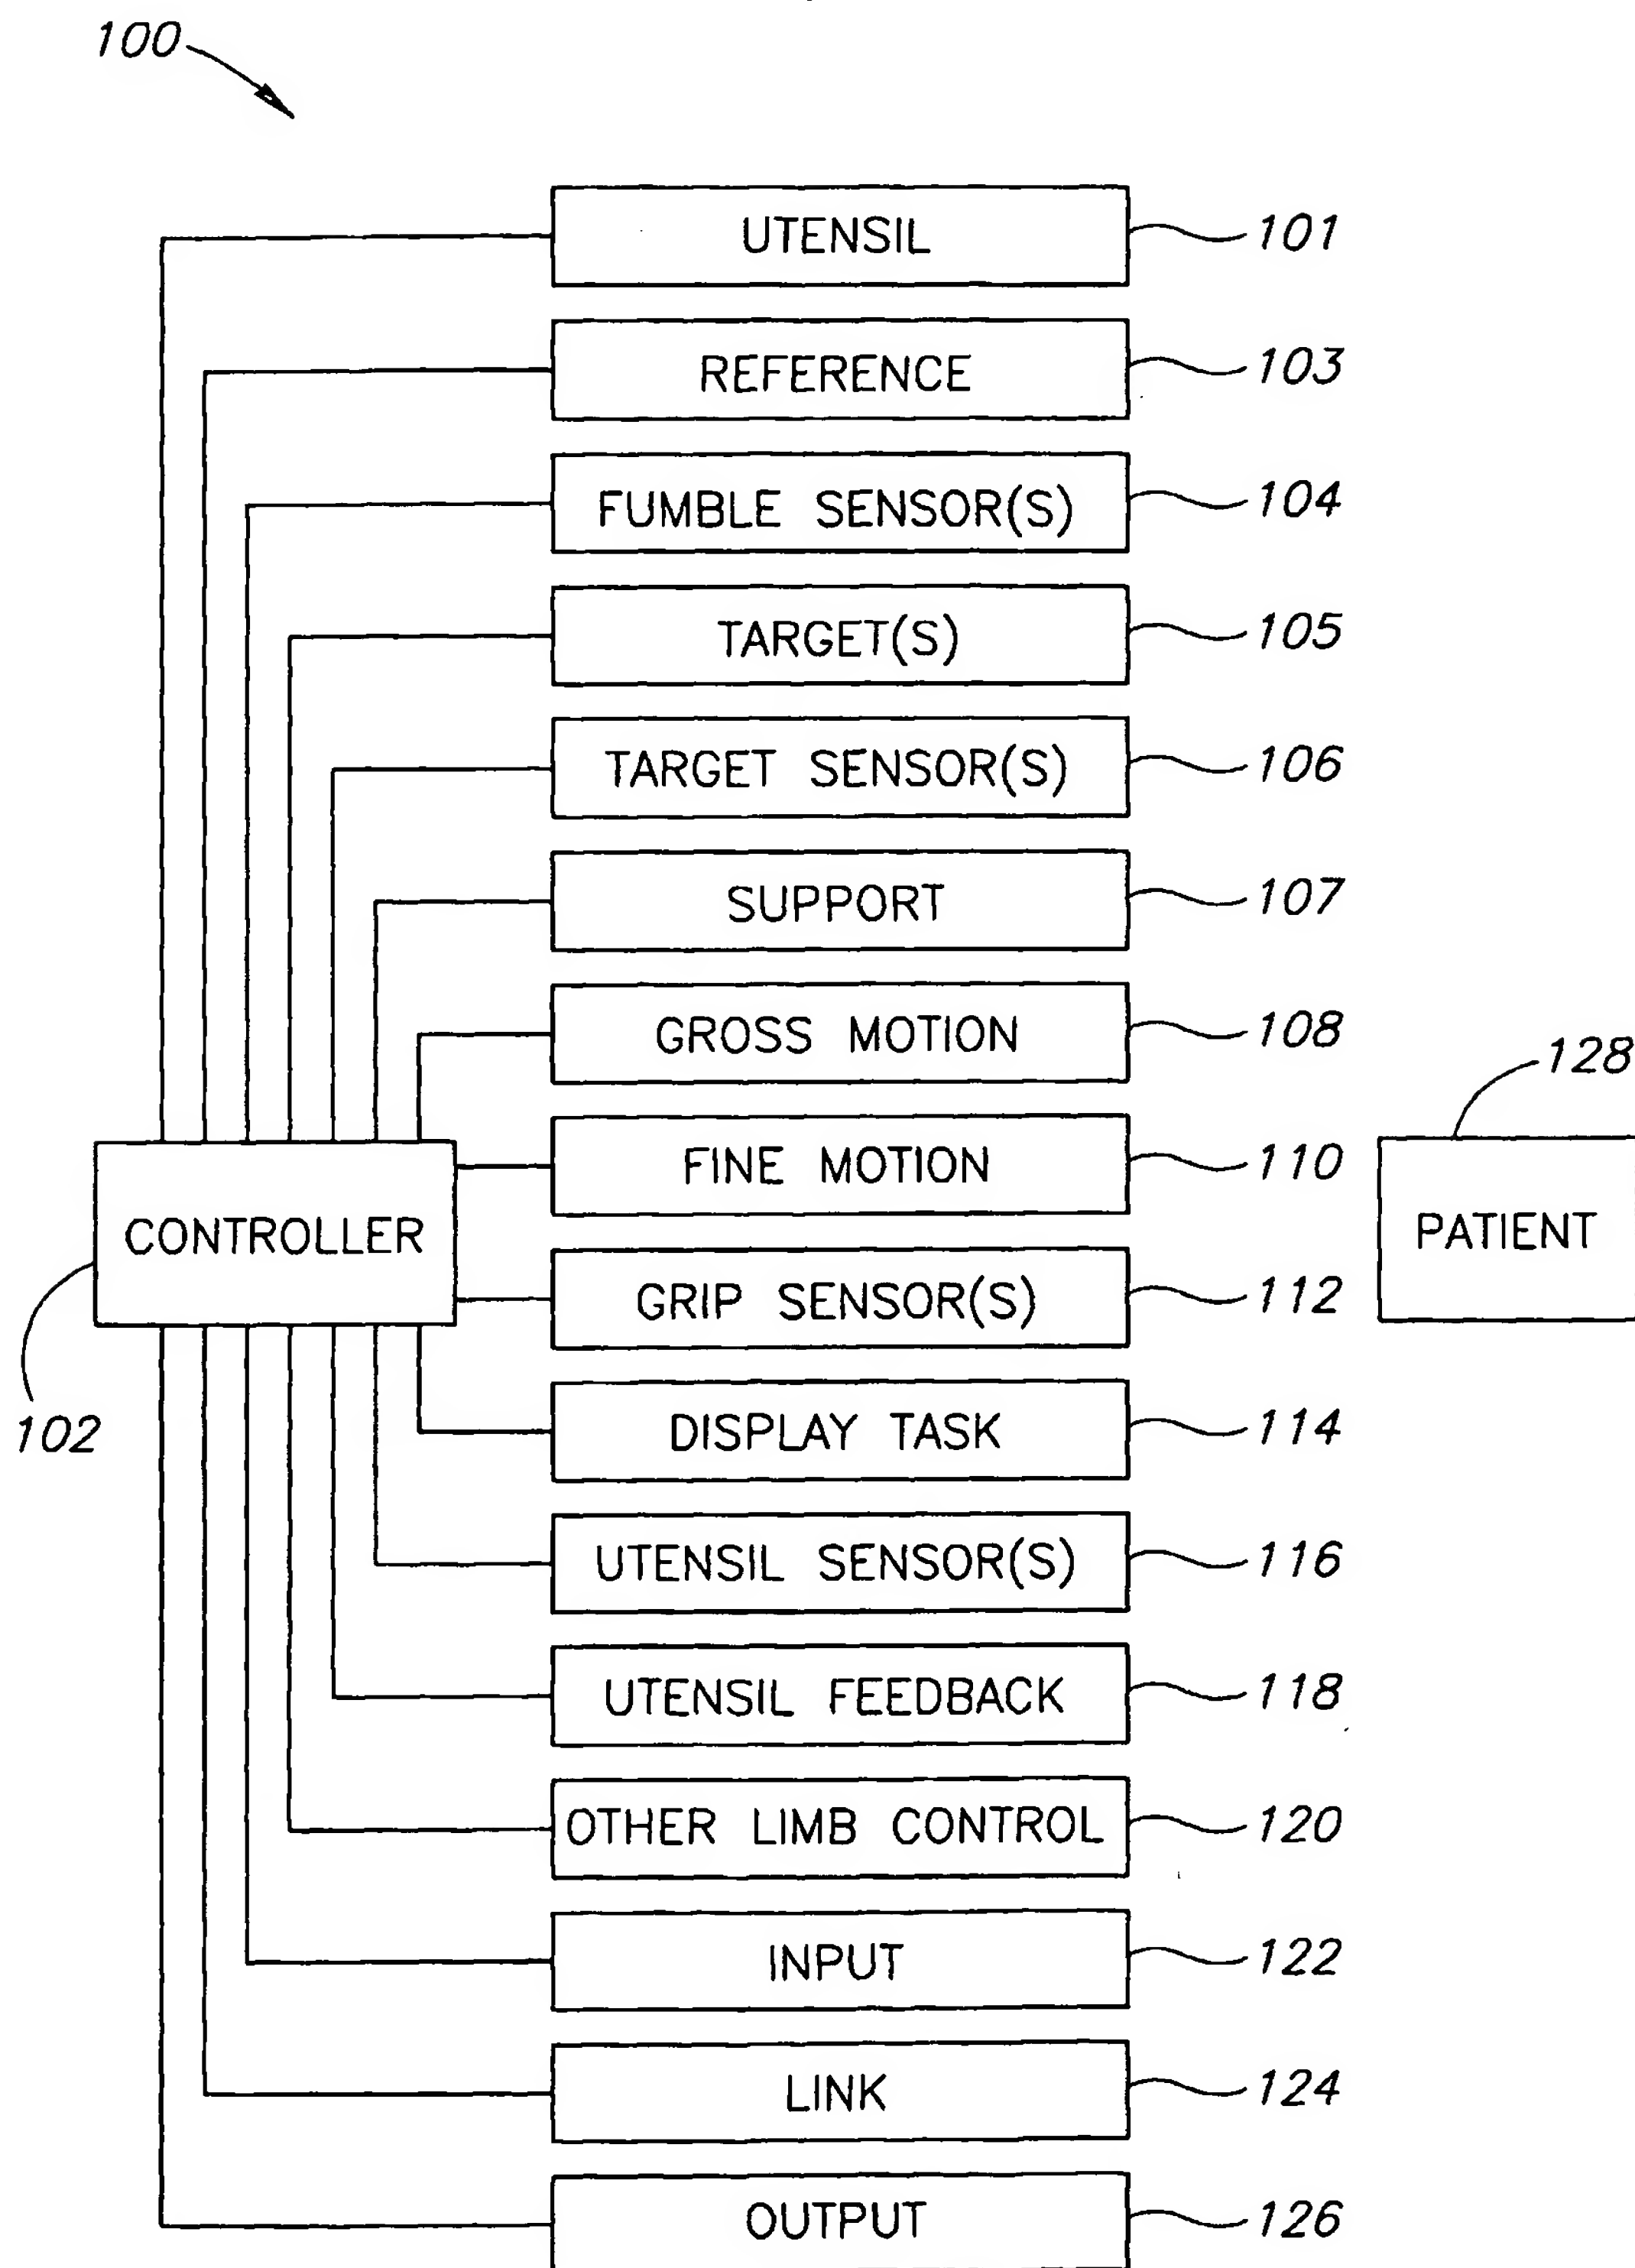 100
UTENSIL 101
REFERENCE 103
FUMBLE SENSOR(S) 104
TARGET(S) 105
TARGET SENSOR(S) 106
SUPPORT 107
GROSS MOTION 108
128
FINE MOTION 110
CONTROLLER
PATIENT
GRIP SENSOR(S) 112
102
DISPLAY TASK 114
UTENSIL SENSOR(S) 116
UTENSIL FEEDBACK 118
OTHER LIMB CONTROL 120
INPUT 122
LINK 124
OUTPUT 126